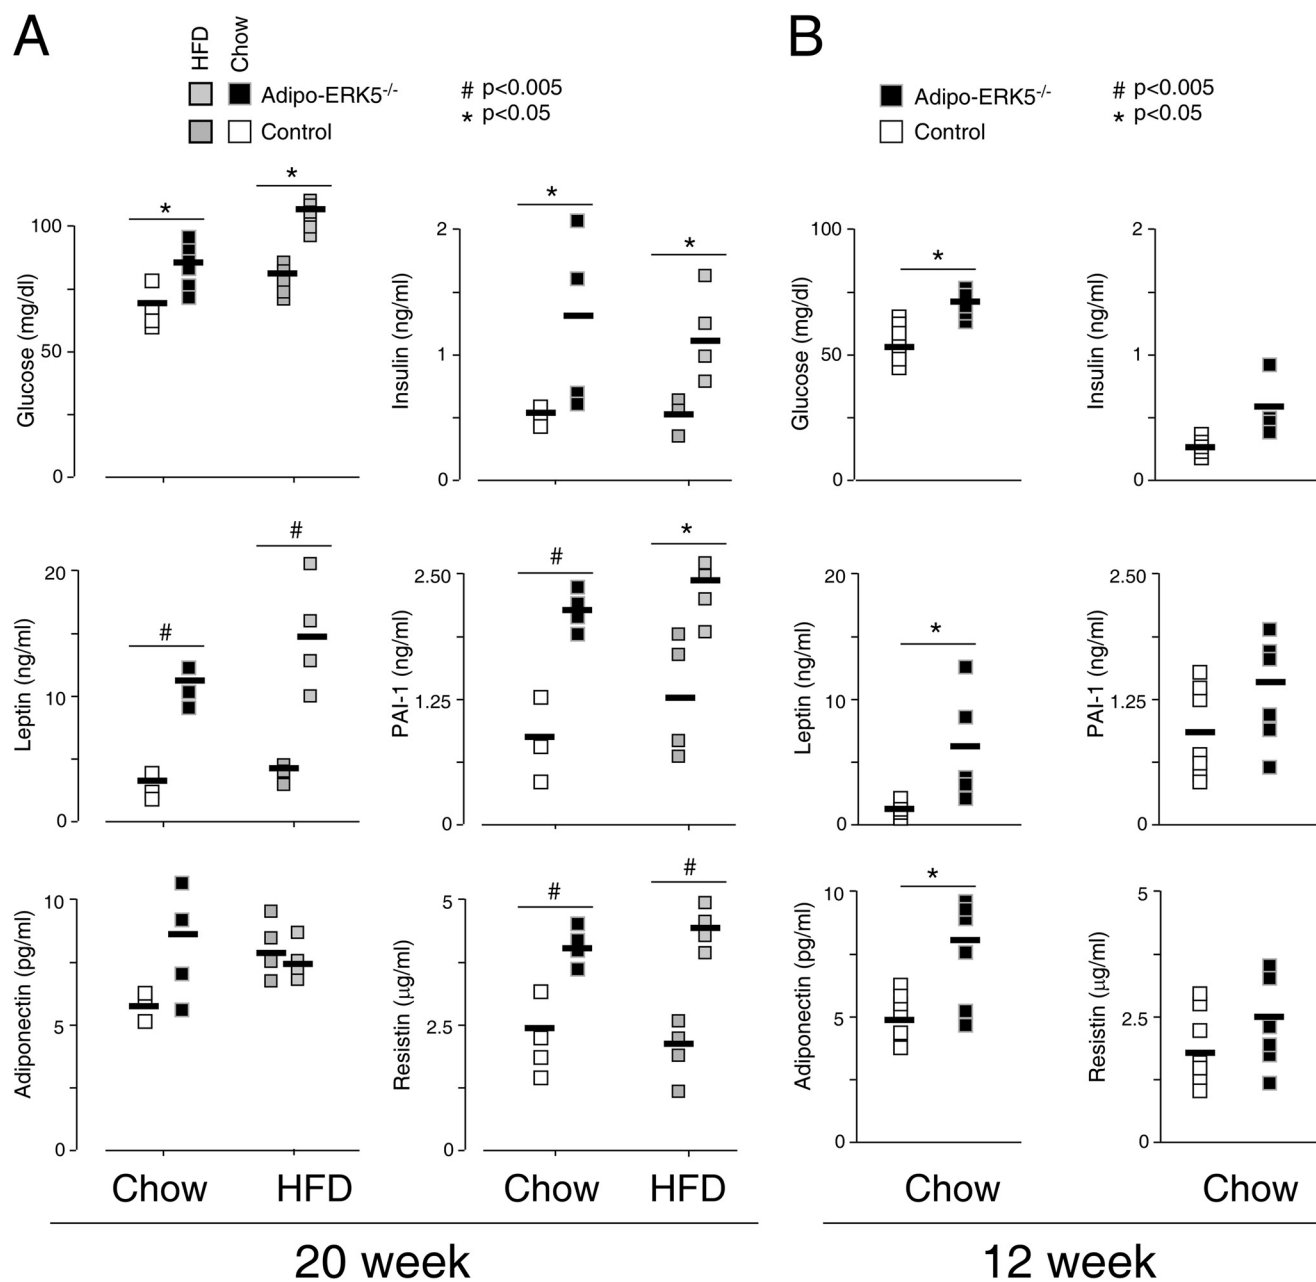 A
HFD
Chow
Adipo-ERK5-/-
Control
# p<0.005
* p<0.05
B
Adipo-ERK5-/-
Control
# p<0.005
* p<0.05
Glucose (mg/dl)
100
50
0
*
*
Insulin (ng/ml)
2
1
0
*
*
Glucose (mg/dl)
100
50
0
*
Insulin (ng/ml)
2
1
0
Leptin (ng/ml)
20
10
0
#
#
PAI-1 (ng/ml)
2.50
1.25
0
#
*
Leptin (ng/ml)
20
10
0
*
PAI-1 (ng/ml)
2.50
1.25
0
Adiponectin (pg/ml)
10
5
0
Resistin (μg/ml)
5
2.5
0
#
#
Adiponectin (pg/ml)
10
5
0
*
Resistin (μg/ml)
5
2.5
0
Chow HFD
Chow HFD
Chow
Chow
20 week
12 week